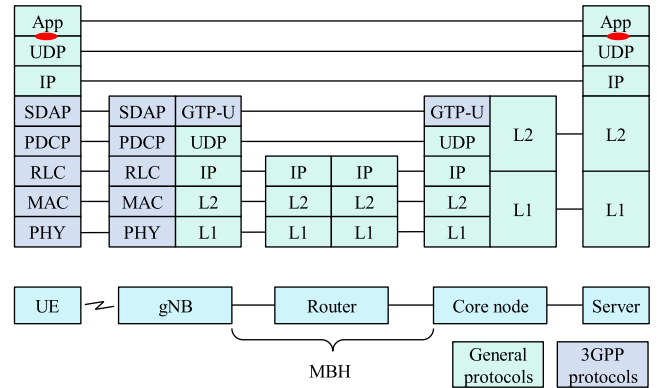 App App
UDP UDP
IP IP
SDAP SDAP GTP-U GTP-U
PDCP PDCP UDP UDP L2 L2
RLC RLC IP IP IP IP
MAC MAC L2 L2 L2 L2 L1 L1
PHY PHY L1 L1 L1 L1
UE gNB Router Core node Server
MBH
General protocols
3GPP protocols